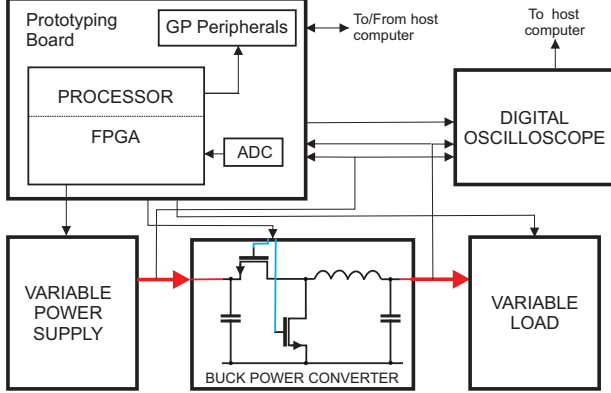 Prototyping
Board
GP Peripherals
To/From host
computer
To host
computer
PROCESSOR
FPGA
ADC
DIGITAL
OSCILLOSCOPE
VARIABLE
POWER
SUPPLY
BUCK POWER CONVERTER
VARIABLE
LOAD